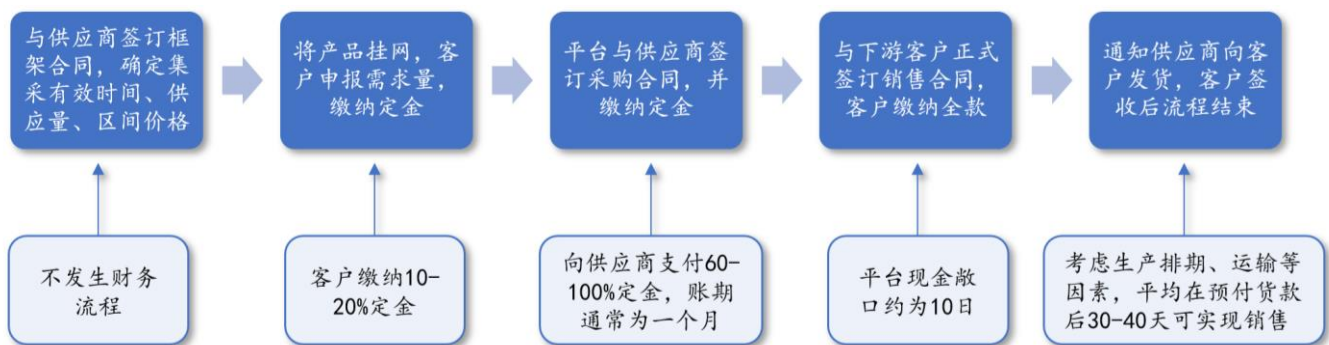 与供应商签订框
架合同，确定集
采有效时间、供
应量、区间价格
将产品挂网，客
户申报需求量，
缴纳定金
平台与供应商签
订采购合同，并
缴纳定金
与下游客户正式
签订销售合同，
客户缴纳全款
通知供应商向客
户发货，客户签
收后流程结束
不发生财务
流程
客户缴纳10-
20%定金
向供应商支付60-
100%定金，账期
通常为一个月
平台现金敞
口约为10日
考虑生产排期、运输等
因素，平均在预付货款
后30-40天可实现销售